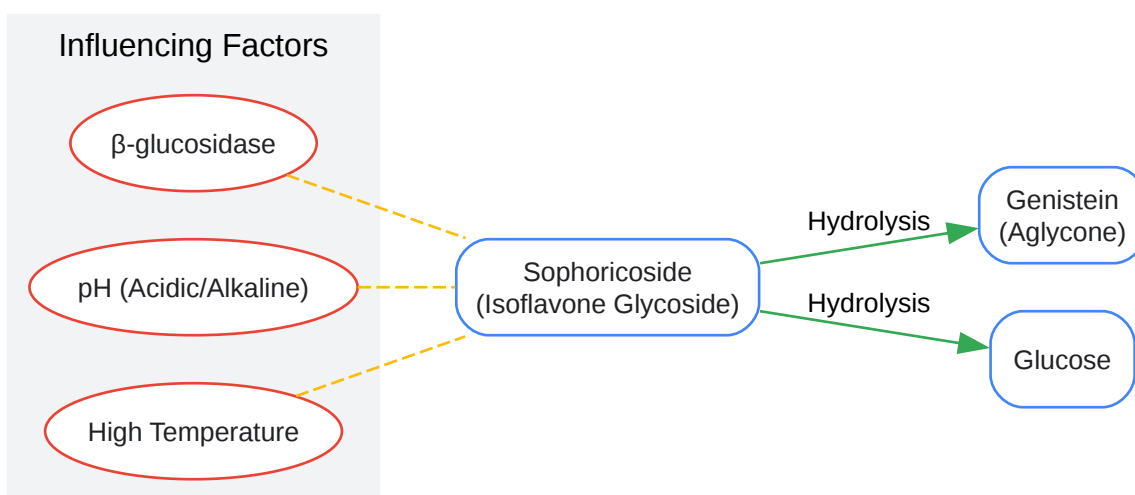 Influencing Factors
β-glucosidase
pH (Acidic/Alkaline)
High Temperature
Sophoricoside
(Isoflavone Glycoside)
Hydrolysis
Hydrolysis
Genistein
(Aglycone)
Glucose